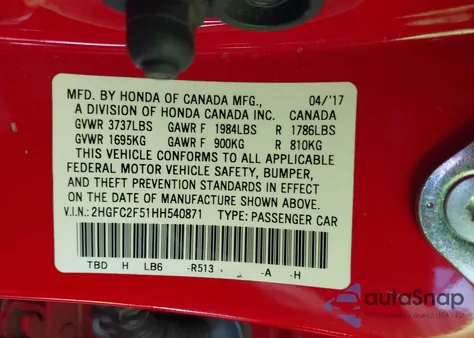 MFD. BY HONDA OF CANADA MFG., 04/'17
A DIVISION OF HONDA CANADA INC. CANADA
GVWR 3737LBS GAWR F 1984LBS R 1786LBS
GVWR 1695KG GAWR F 900KG R 810KG
THIS VEHICLE CONFORMS TO ALL APPLICABLE
FEDERAL MOTOR VEHICLE SAFETY, BUMPER,
AND THEFT PREVENTION STANDARDS IN EFFECT
ON THE DATE OF MANUFACTURE SHOWN ABOVE.
V.I.N.: 2HGFC2F51HH540871 TYPE: PASSENGER CAR
TBD H LB6 -R513 -A -H
autaSnap